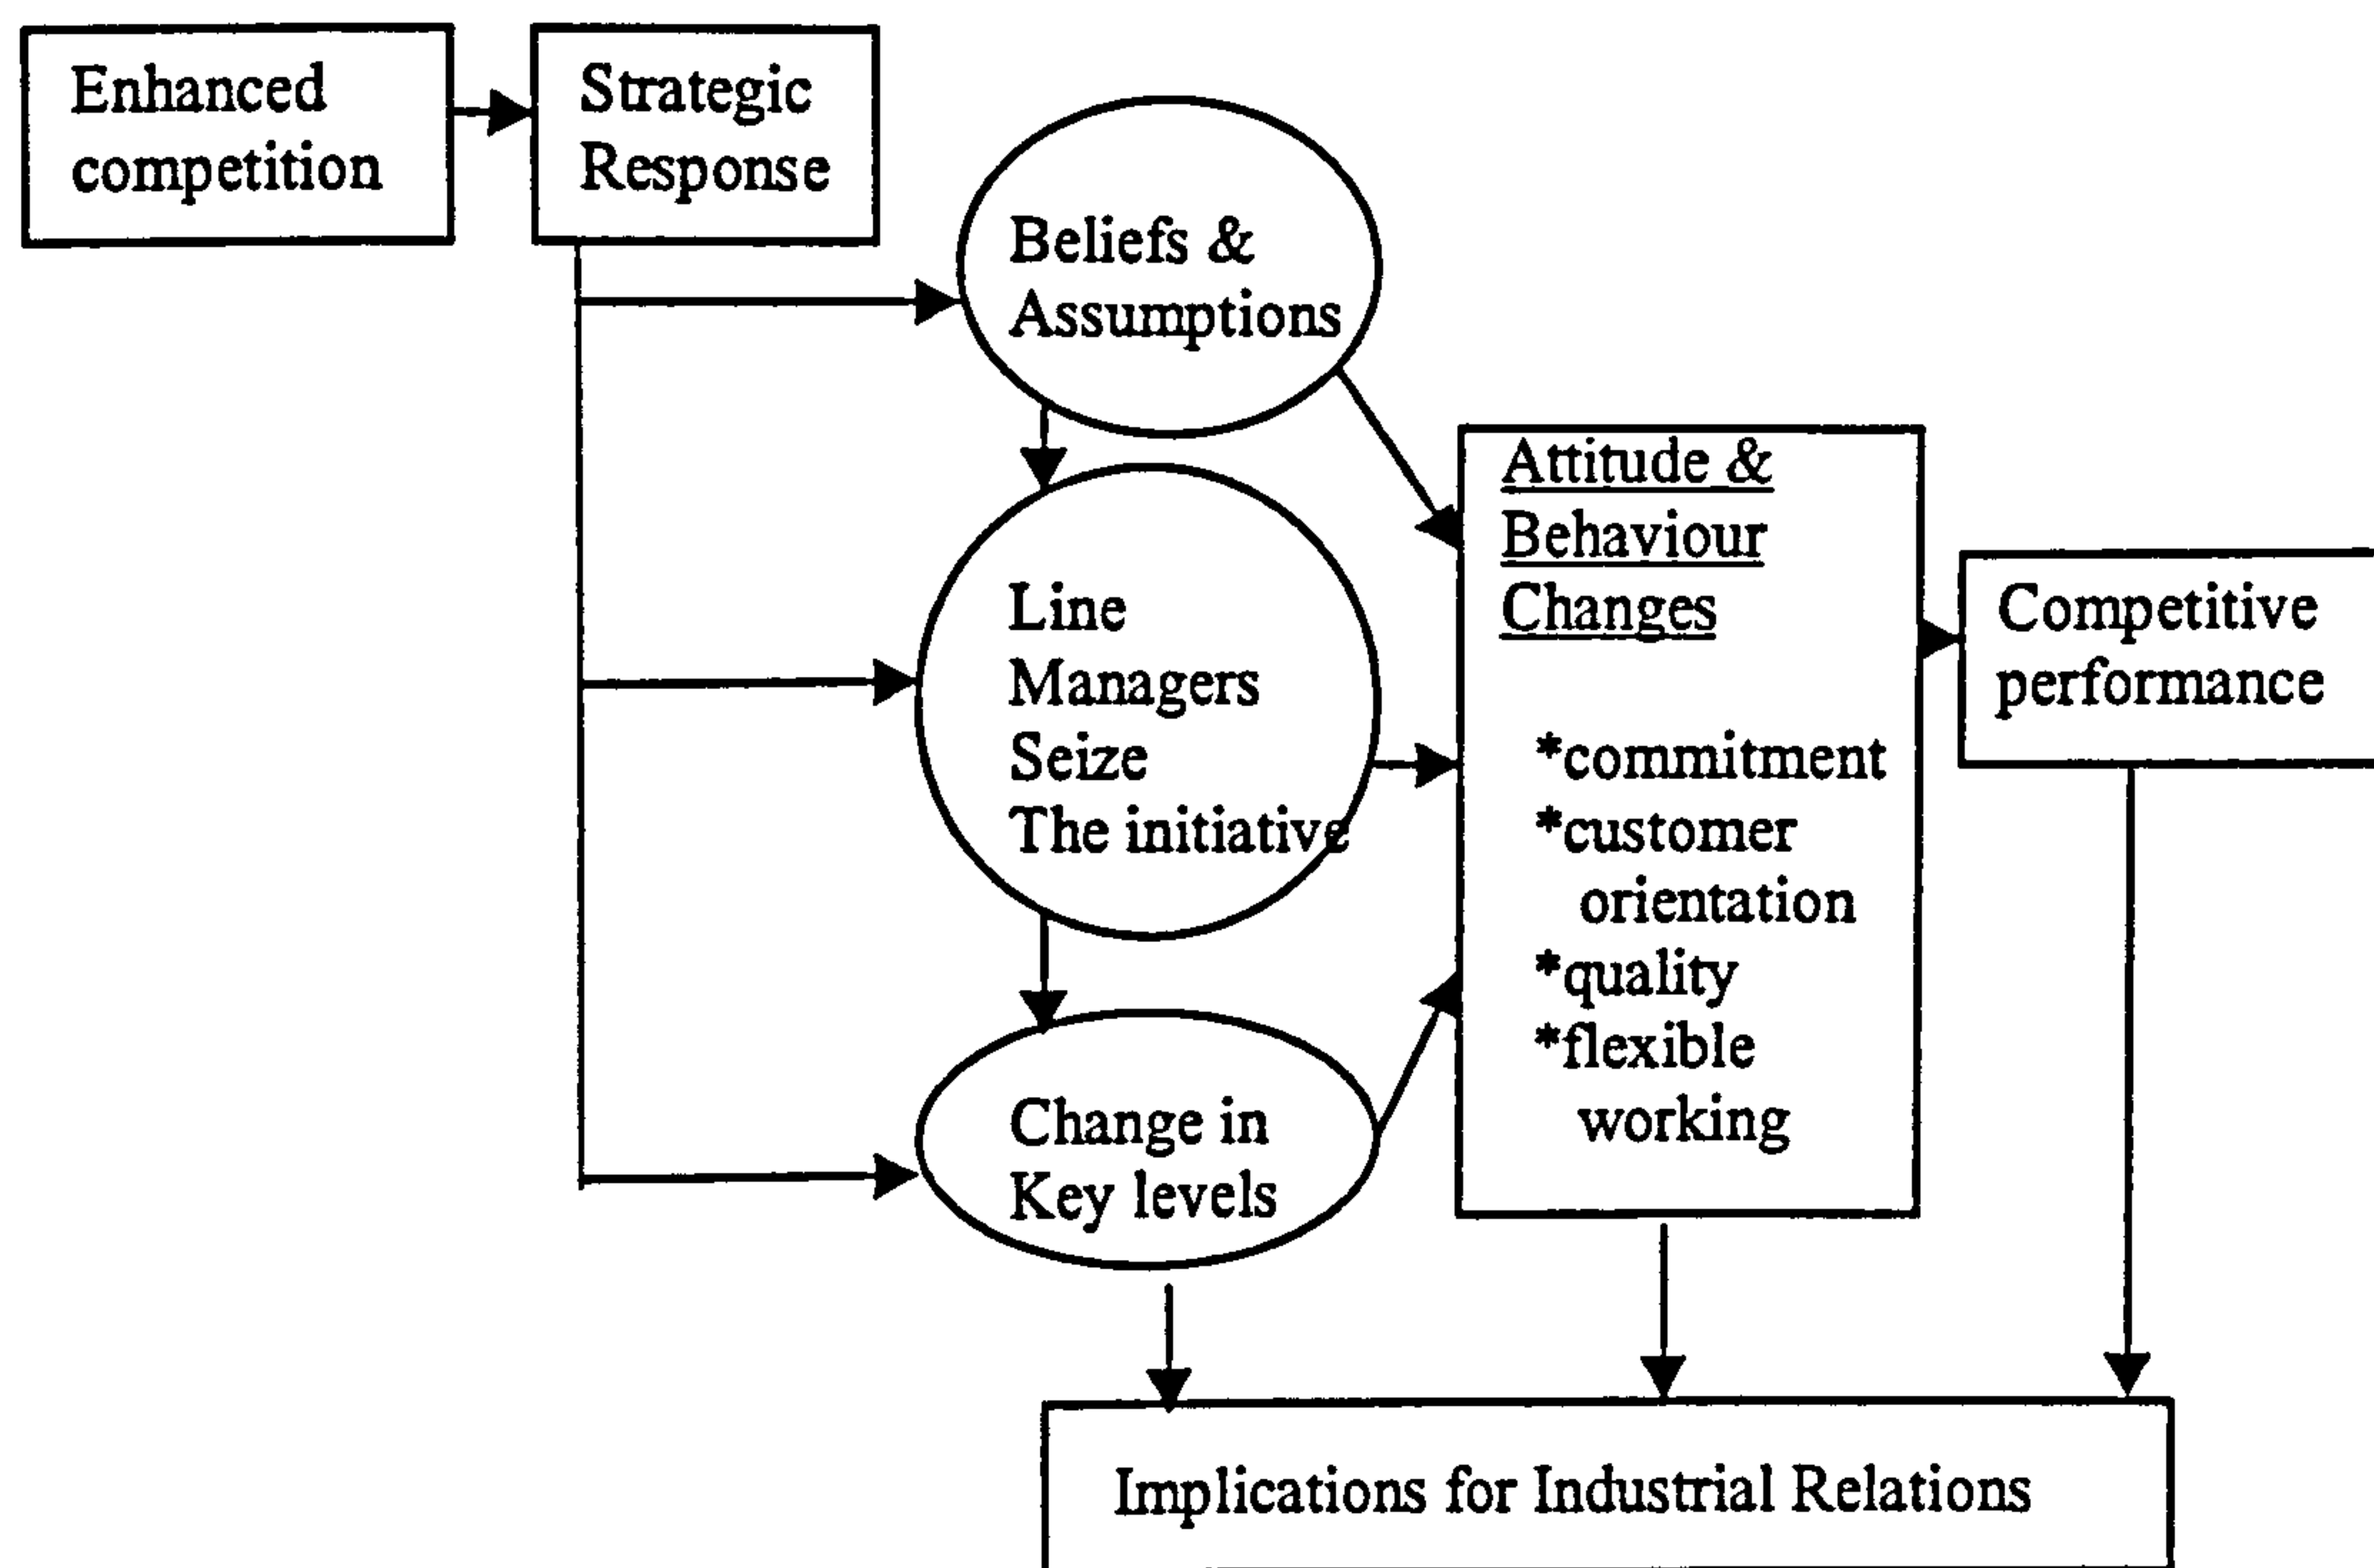 Enhanced
competition
Strategic
Response
Beliefs &
Assumptions
Line
Managers
Seize
The initiative
Change in
Key levels
Attitude &
Behaviour
Changes
*commitment
*customer
orientation
*quality
*flexible
working
Competitive
performance
Implications for Industrial Relations